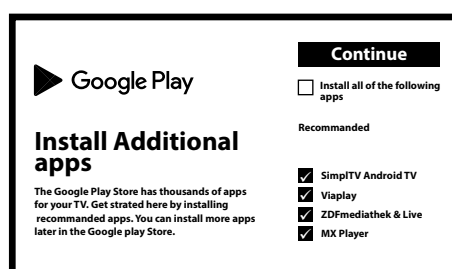 Google Play
Install Additional
apps
The Google Play Store has thousands of apps
for your TV. Get strated here by installing
recommanded apps. You can install more apps
later in the Google play Store.
Continue
Install all of the following
apps
Recommanded
SimplTV Android TV
Viaplay
ZDFmediathek & Live
MX Player